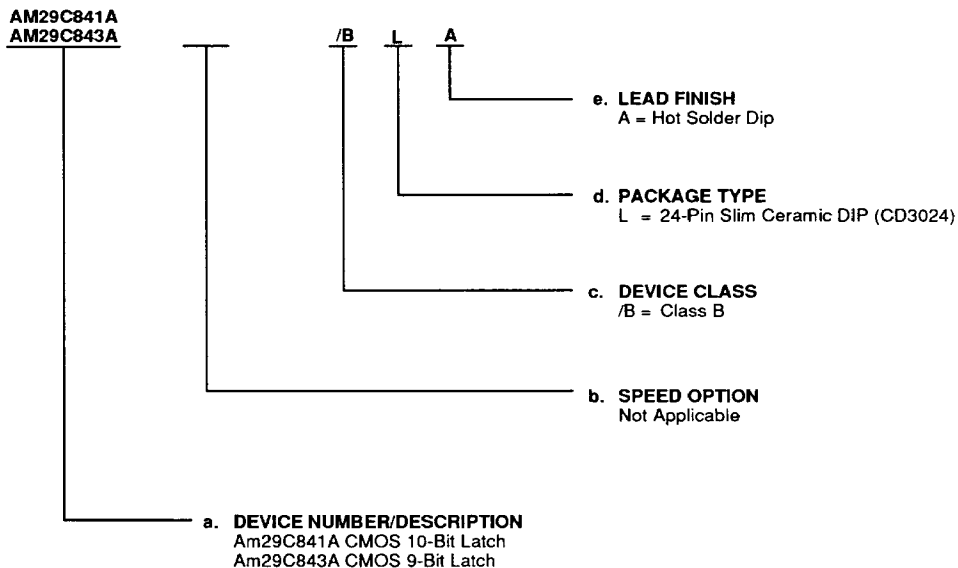 AM29C841A
AM29C843A /B L A
e. LEAD FINISH
A = Hot Solder Dip
d. PACKAGE TYPE
L = 24-Pin Slim Ceramic DIP (CD3024)
c. DEVICE CLASS
/B = Class B
b. SPEED OPTION
Not Applicable
a. DEVICE NUMBER/DESCRIPTION
Am29C841A CMOS 10-Bit Latch
Am29C843A CMOS 9-Bit Latch